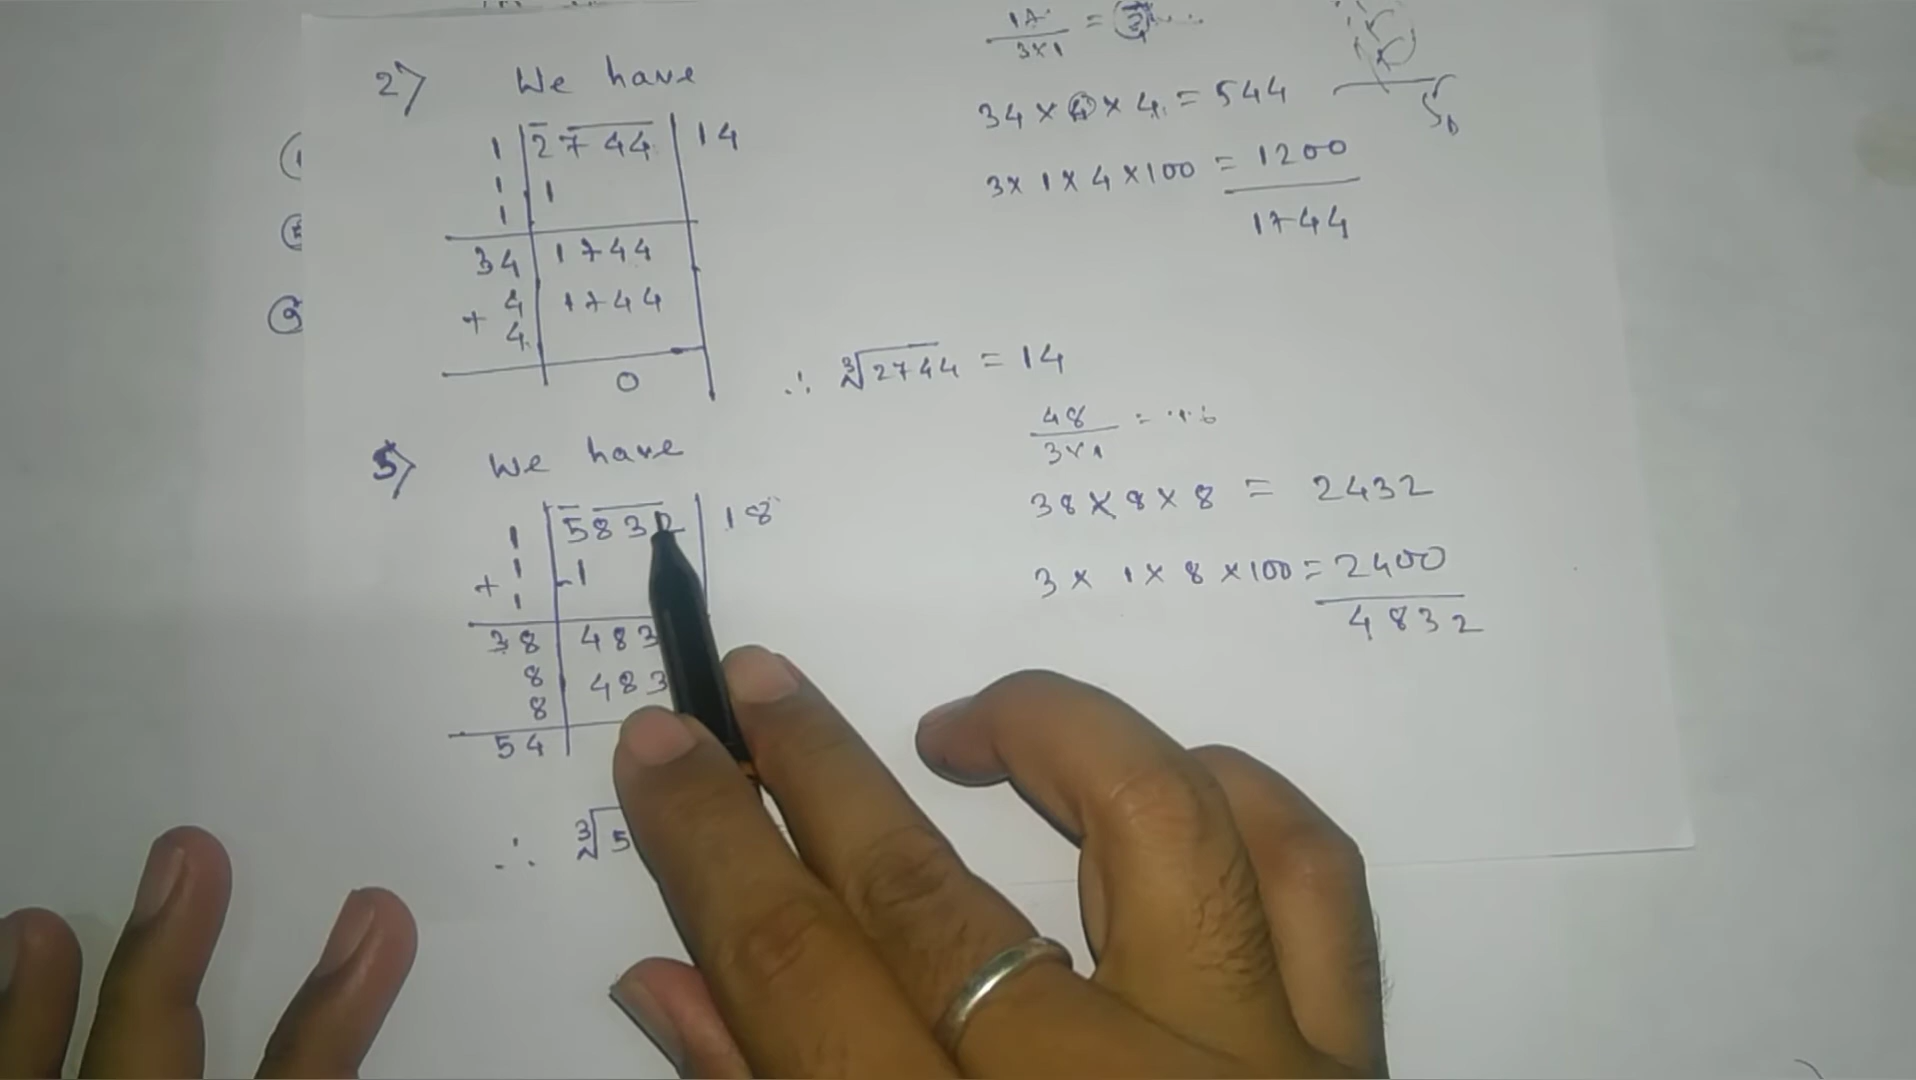 2) We have
1 | 2744 | 14
1 | 1
1
34 | 1744
+ 4 | 1744
4
0
3×1 =
34 × 4 × 4 = 544
3 × 1 × 4 × 100 = 1200
1744
∴ ∛2744 = 14
We have
1 | 5832 | 18
+ 1 | -1
1
38 | 483
8 | 483
8
54
∴ ∛5
48
3×1 =
38 × 8 × 8 = 2432
3 × 1 × 8 × 100 = 2400
4832